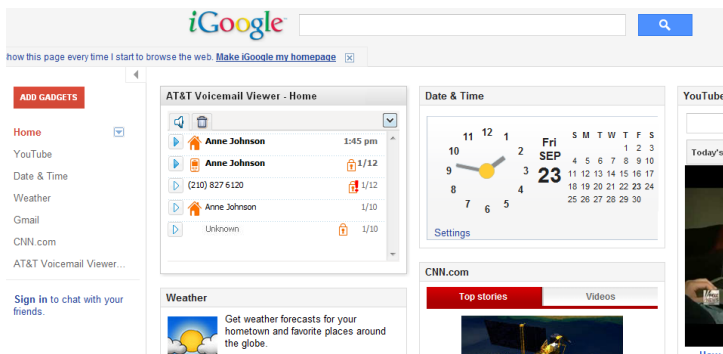 iGoogle
how this page every time I start to browse the web. Make iGoogle my homepage
ADD GADGETS
Home
YouTube
Date & Time
Weather
Gmail
CNN.com
AT&T Voicemail Viewer...
Sign in to chat with your
friends.
AT&T Voicemail Viewer - Home
Anne Johnson 1:45 pm
Anne Johnson 1/12
(210) 827 6120 1/12
Anne Johnson 1/10
Unknown 1/10
Weather
Get weather forecasts for your
hometown and favorite places around
the globe.
Date & Time
12 1 2 3 4 5 6 7 8 9 10 11
Fri
SEP
23
S M T W T F S
1 2 3
4 5 6 7 8 9 10
11 12 13 14 15 16 17
18 19 20 21 22 23 24
25 26 27 28 29 30
Settings
CNN.com
Top stories Videos
YouTube
Today's